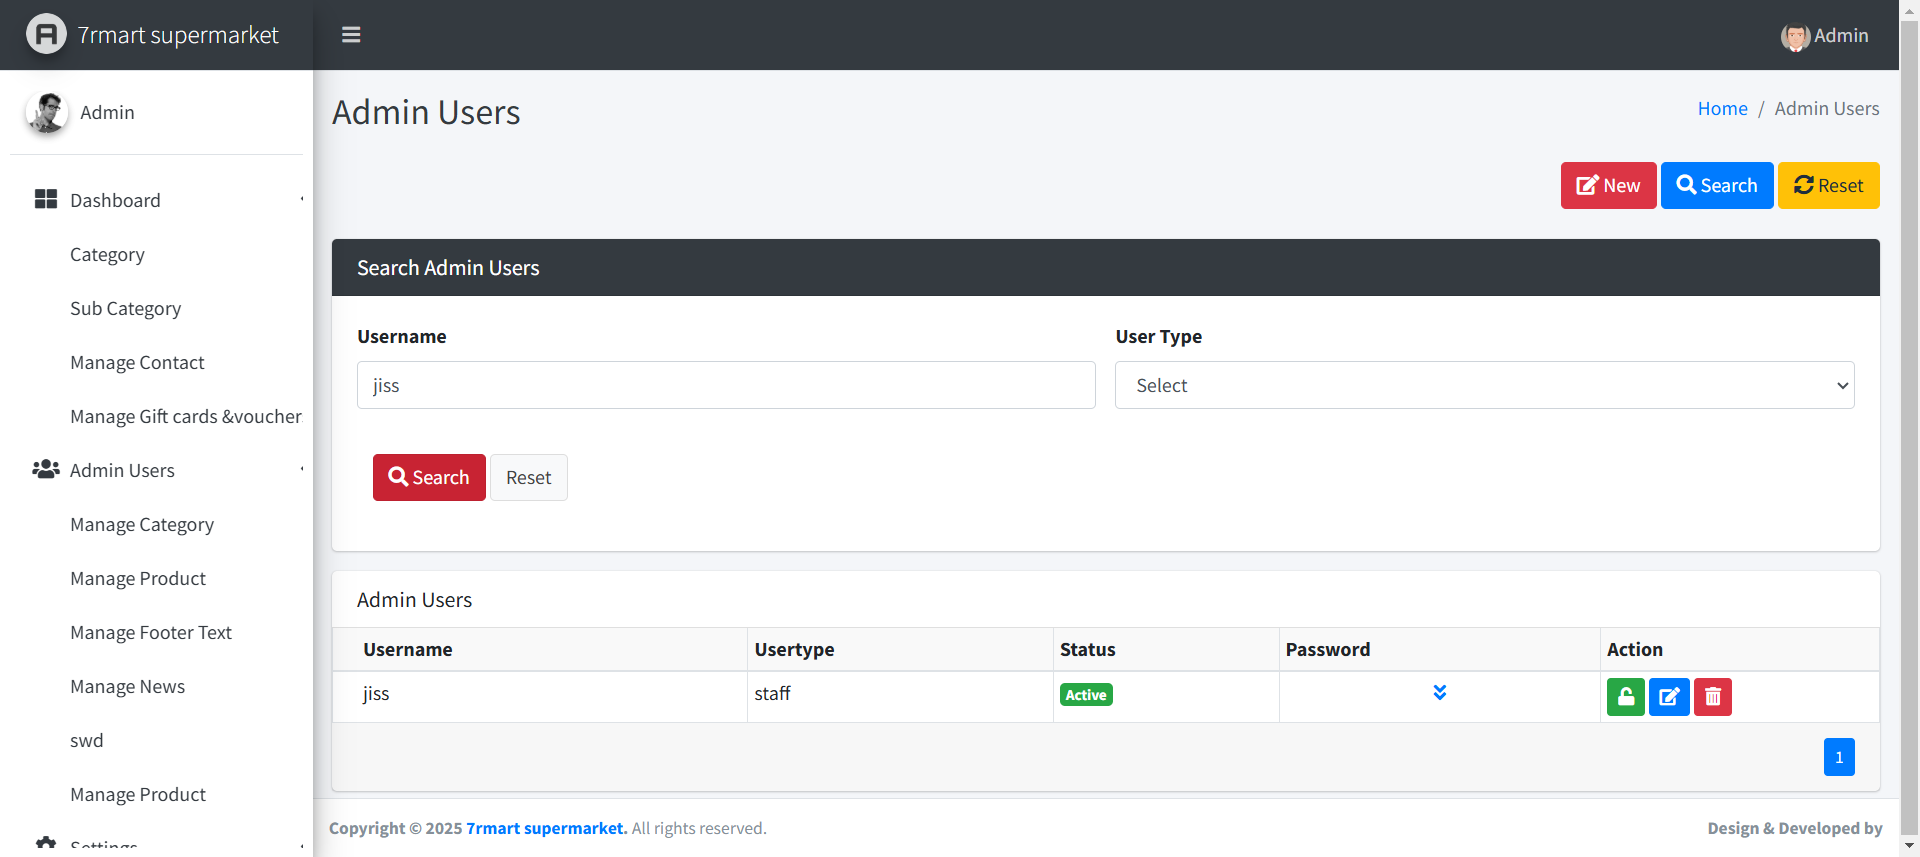 7rmart supermarket
Admin
Admin
Dashboard
Category
Sub Category
Manage Contact
Manage Gift cards &voucher
Admin Users
Manage Category
Manage Product
Manage Footer Text
Manage News
swd
Manage Product
Settings
Admin Users
Home / Admin Users
New Search Reset
Search Admin Users
Username User Type
jiss Select
Search Reset
Admin Users
Username Usertype Status Password Action
jiss staff Active
1
Copyright © 2025 7rmart supermarket. All rights reserved.
Design & Developed by